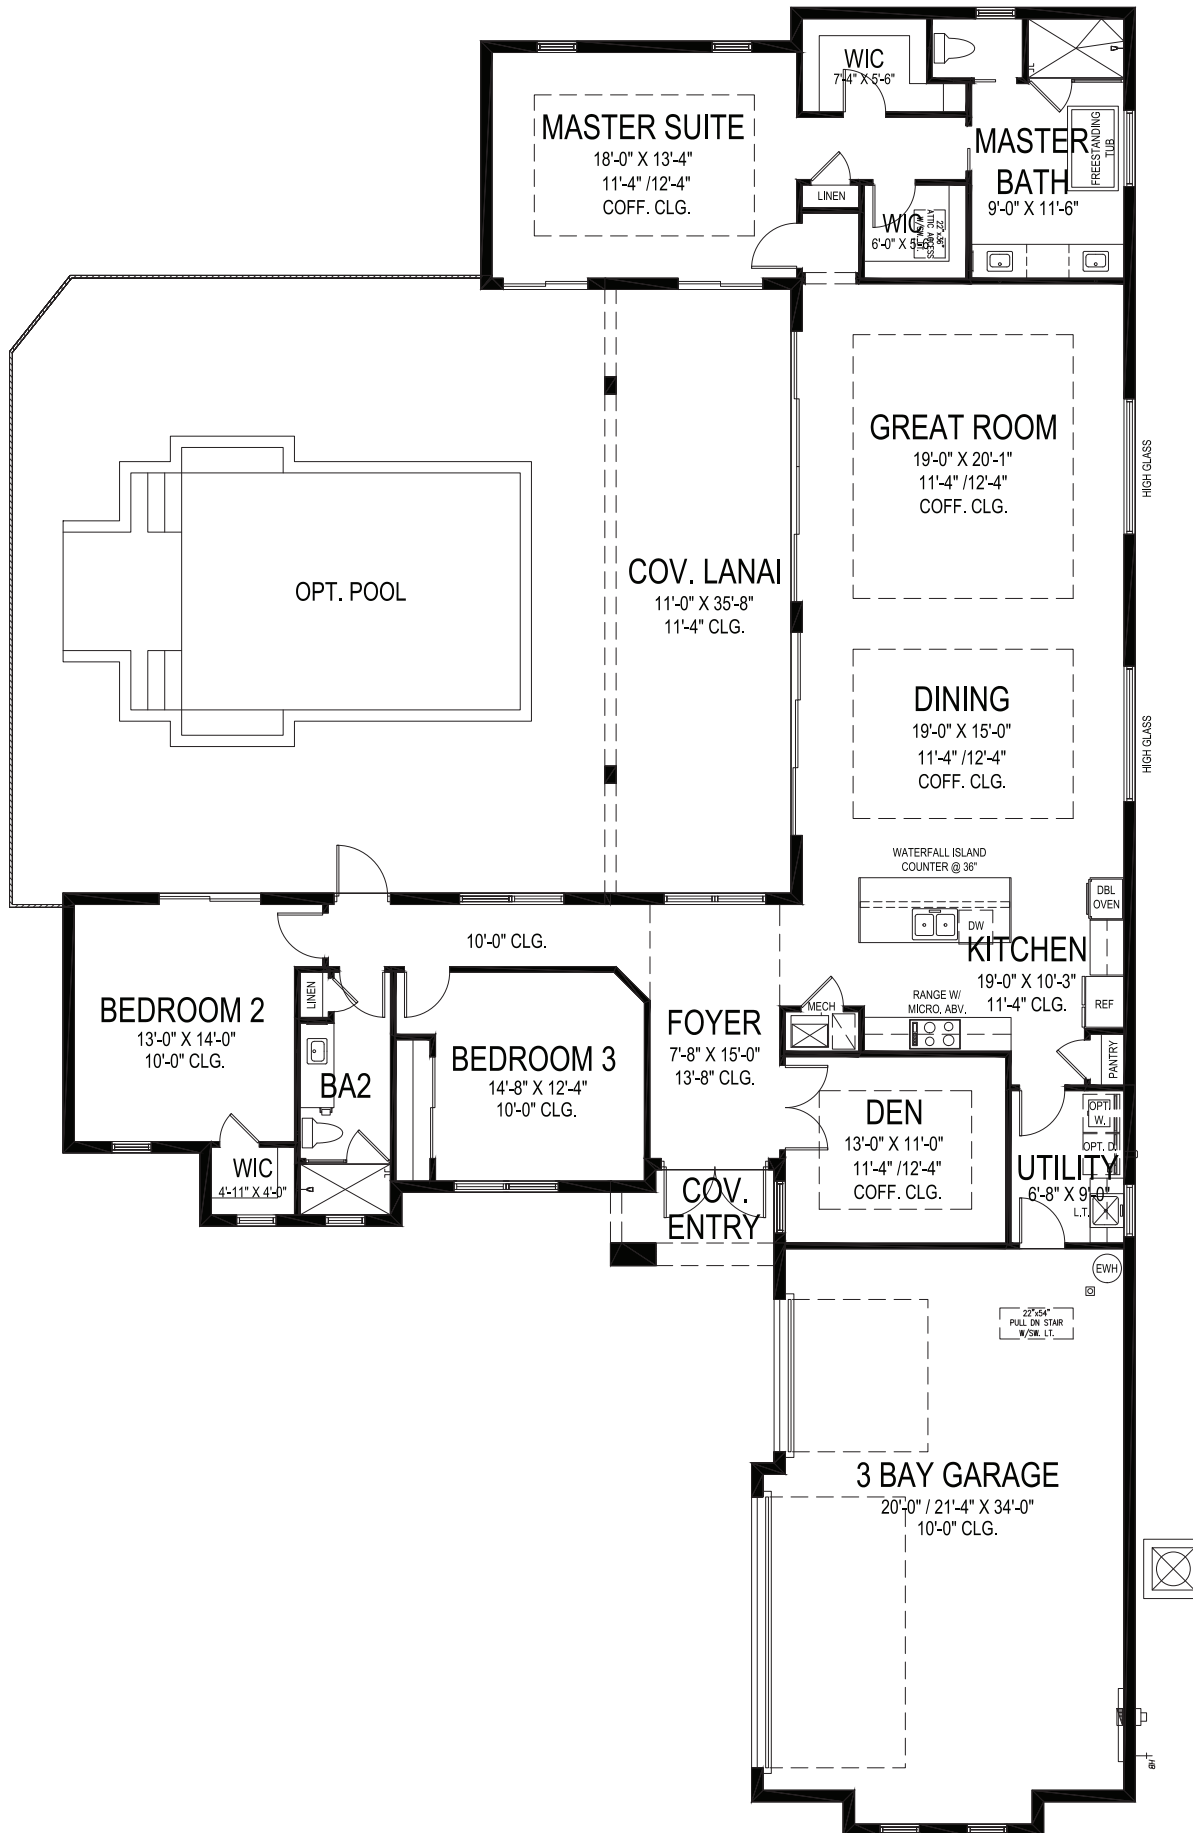 WIC
7'-4" X 5'-6"
MASTER SUITE
18'-0" X 13'-4"
11'-4" /12'-4"
COFF. CLG.
MASTER
BATH
9'-0" X 11'-6"
FREESTANDING
TUB
LINEN
WIC
6'-0" X 5'-6"
22"x36"
ATTIC ACCESS
GREAT ROOM
19'-0" X 20'-1"
11'-4" /12'-4"
COFF. CLG.
HIGH GLASS
OPT. POOL
COV. LANAI
11'-0" X 35'-8"
11'-4" CLG.
DINING
19'-0" X 15'-0"
11'-4" /12'-4"
COFF. CLG.
HIGH GLASS
WATERFALL ISLAND
COUNTER @ 36"
DBL
OVEN
DW
KITCHEN
19'-0" X 10'-3"
11'-4" CLG.
REF
RANGE W/
MICRO. ABV.
MECH
PANTRY
10'-0" CLG.
BEDROOM 2
13'-0" X 14'-0"
10'-0" CLG.
LINEN
BA2
BEDROOM 3
14'-8" X 12'-4"
10'-0" CLG.
FOYER
7'-8" X 15'-0"
13'-8" CLG.
DEN
13'-0" X 11'-0"
11'-4" /12'-4"
COFF. CLG.
OPT.
W.
OPT. D.
UTILITY
6'-8" X 9'-0"
L.T.
WIC
4'-11" X 4'-0"
COV.
ENTRY
EWH
22"x54"
PULL DN STAIR
W/SW. LT.
3 BAY GARAGE
20'-0" / 21'-4" X 34'-0"
10'-0" CLG.
HB